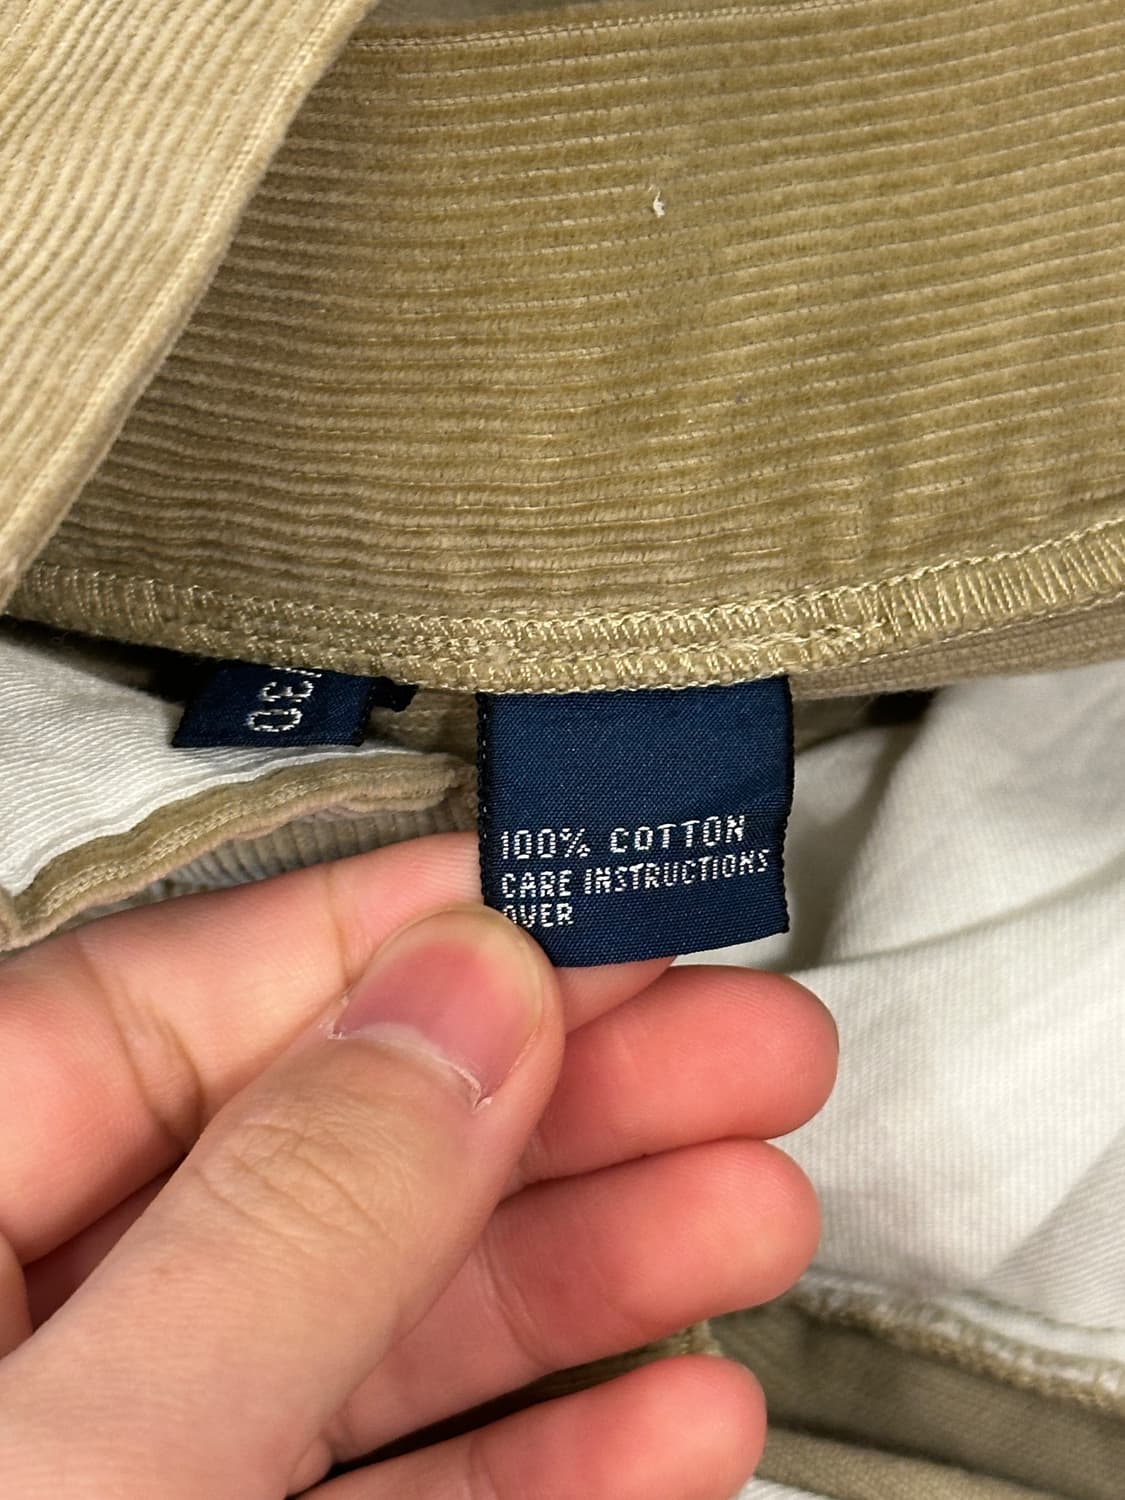 30
100% COTTON
CARE INSTRUCTIONS
OVER